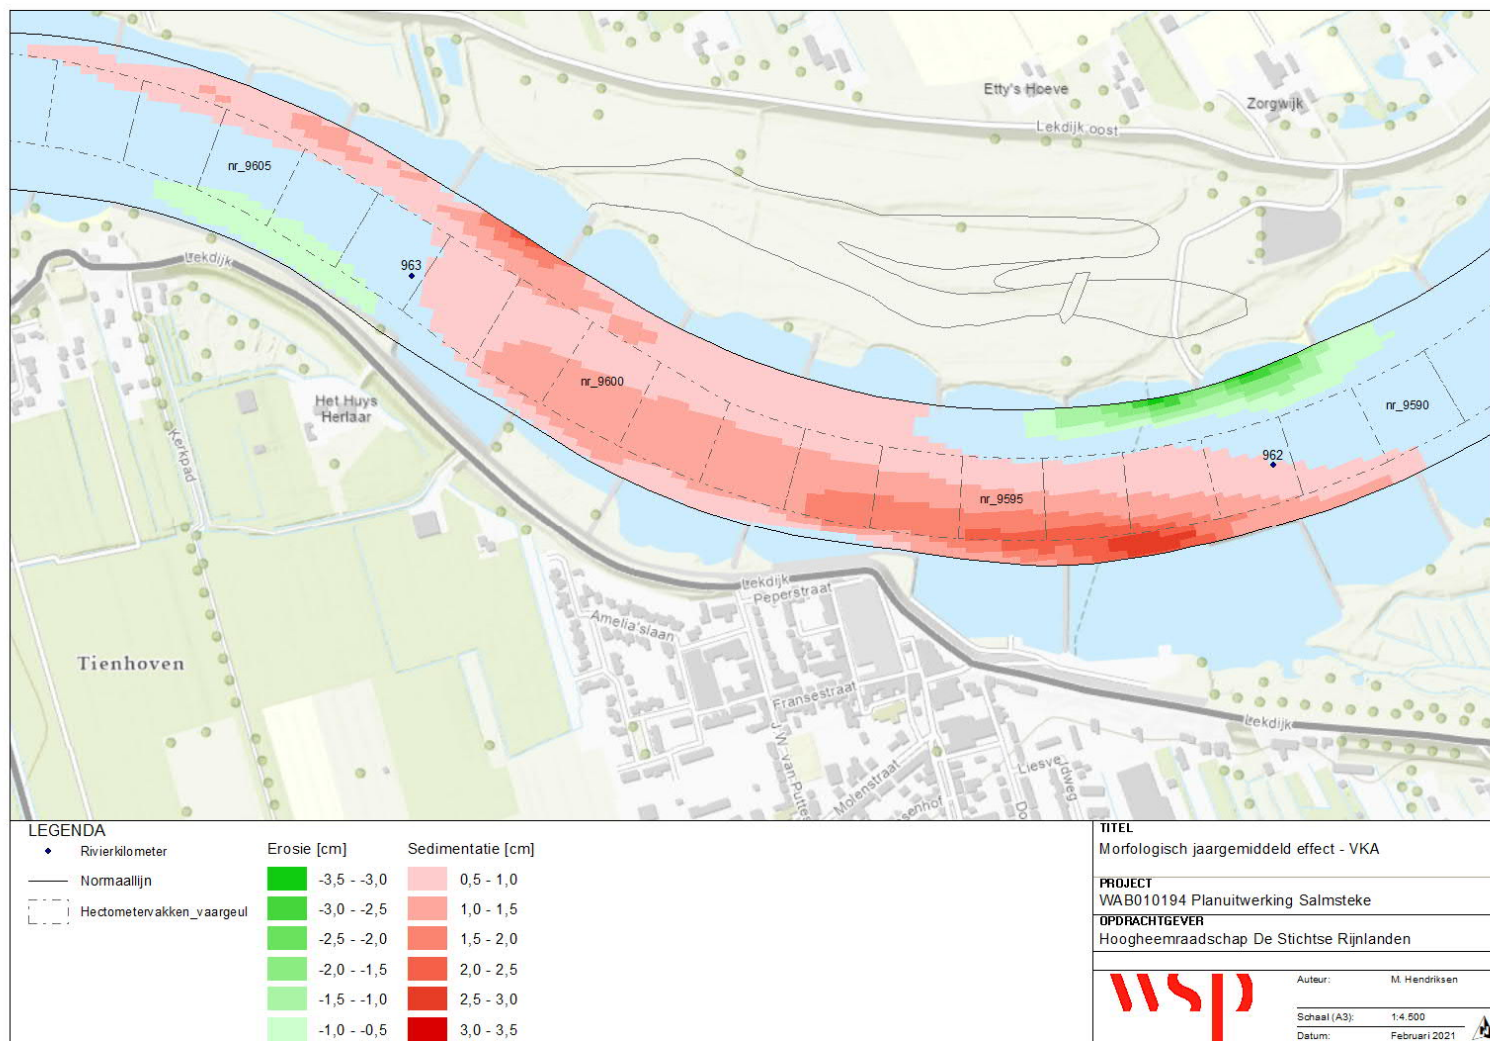 Etty's Hoeve
Zorgwijk
Lekdijk oost
nr_9605
Lekdijk
963
nr_9600
Het Huys
Herlaar
Kerkpad
nr_9590
962
nr_9595
Lekdijk
Peperstraat
Amelia'slaan
Tienhoven
Fransestraat
J.W. van Puttes
Molenstraat
senhof
Liesve ldweg
Do
Lekdijk
LEGENDA
Rivierkilometer
Normaallijn
Hectometervakken_vaargeul
Erosie [cm]
-3,5 - -3,0
-3,0 - -2,5
-2,5 - -2,0
-2,0 - -1,5
-1,5 - -1,0
-1,0 - -0,5
Sedimentatie [cm]
0,5 - 1,0
1,0 - 1,5
1,5 - 2,0
2,0 - 2,5
2,5 - 3,0
3,0 - 3,5
TITEL
Morfologisch jaargemiddeld effect - VKA
PROJECT
WAB010194 Planuitwerking Salmsteke
OPDRACHTGEVER
Hoogheemraadschap De Stichtse Rijnlanden
wsp
Auteur: M. Hendriksen
Schaal (A3): 1:4.500
Datum: Februari 2021